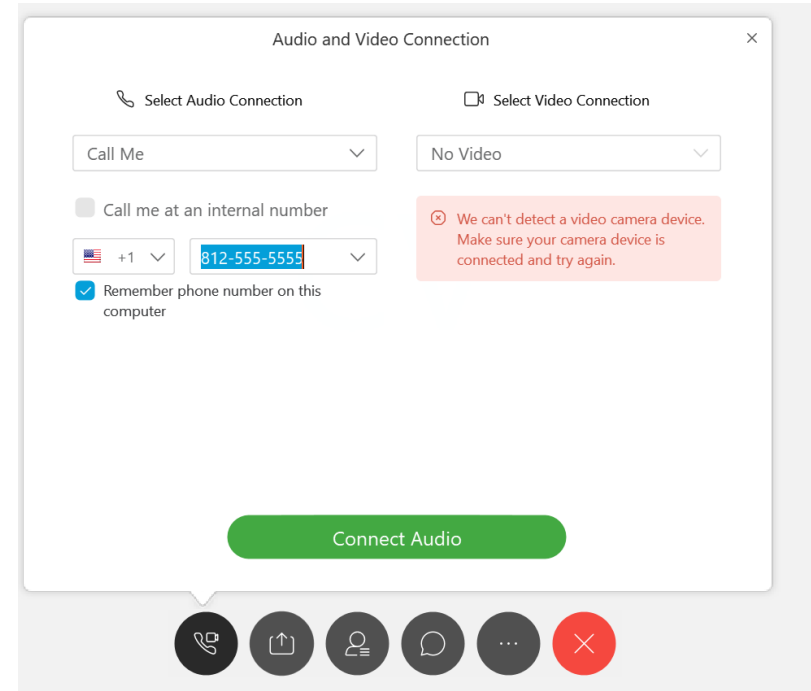 Audio and Video Connection
Select Audio Connection
Select Video Connection
Call Me
No Video
Call me at an internal number
We can't detect a video camera device.
Make sure your camera device is
connected and try again.
+1
812-555-5555
Remember phone number on this
computer
Connect Audio